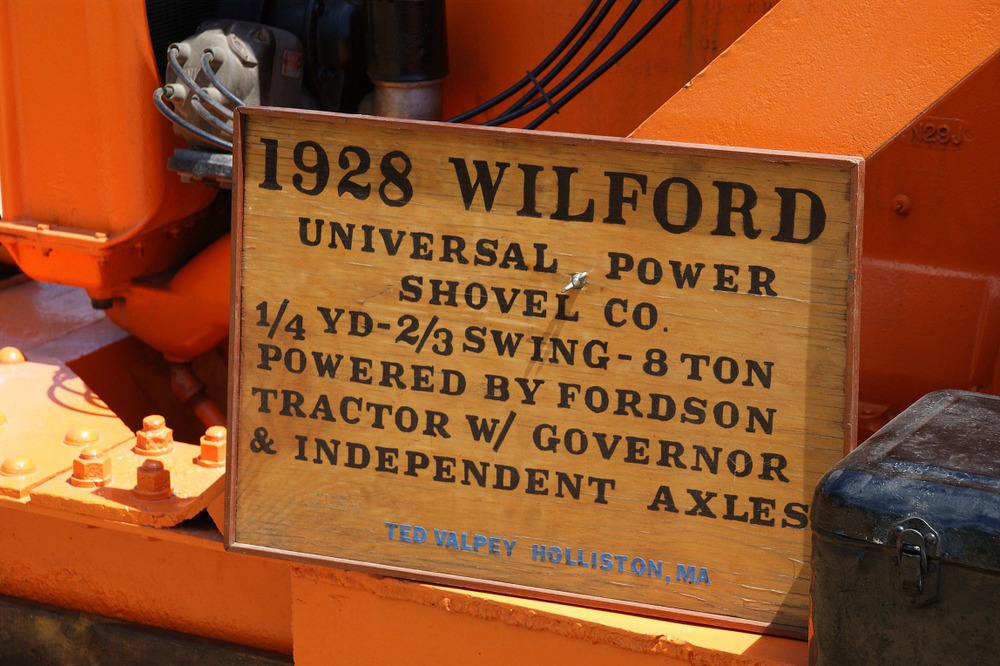 1928 WILFORD
UNIVERSAL POWER
SHOVEL CO.
1/4 YD-2/3 SWING-8 TON
POWERED BY FORDSON
TRACTOR W/ GOVERNOR
& INDEPENDENT AXLES
TED VALPEY HOLLISTON, MA
N29J